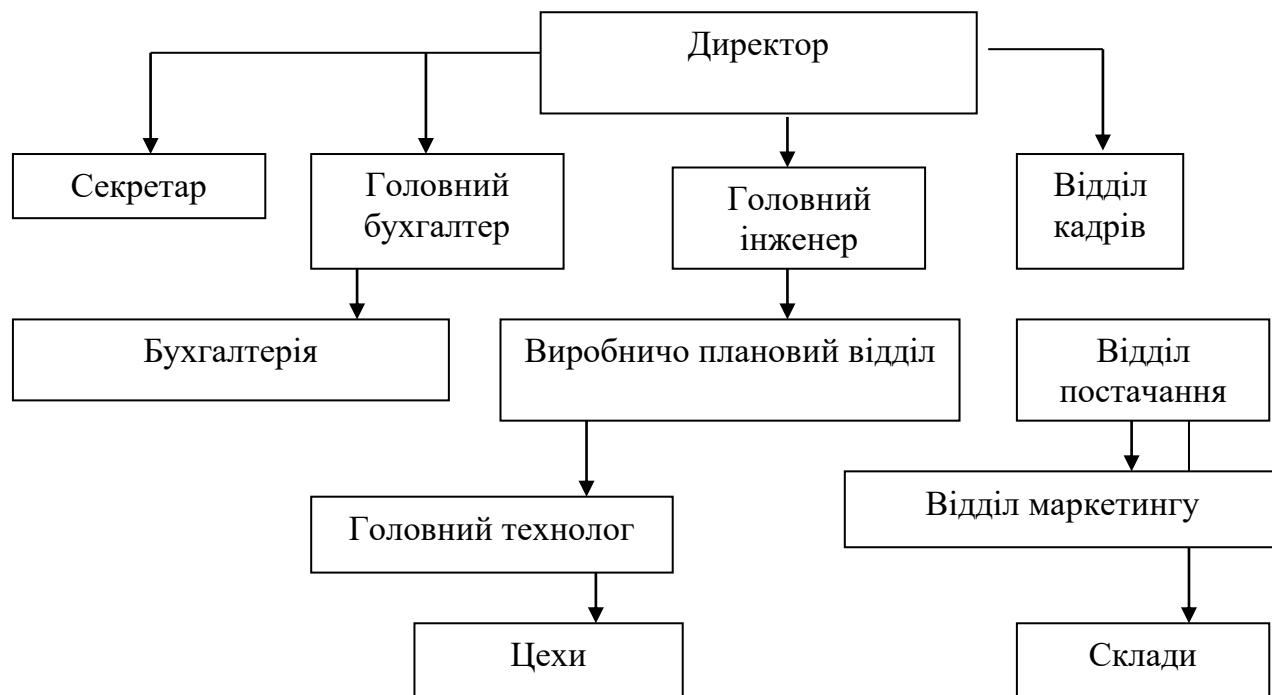 Директор
Секретар
Головний
бухгалтер
Головний
інженер
Відділ
кадрів
Бухгалтерія
Виробничо плановий відділ
Відділ
постачання
Головний технолог
Відділ маркетингу
Цехи
Склади